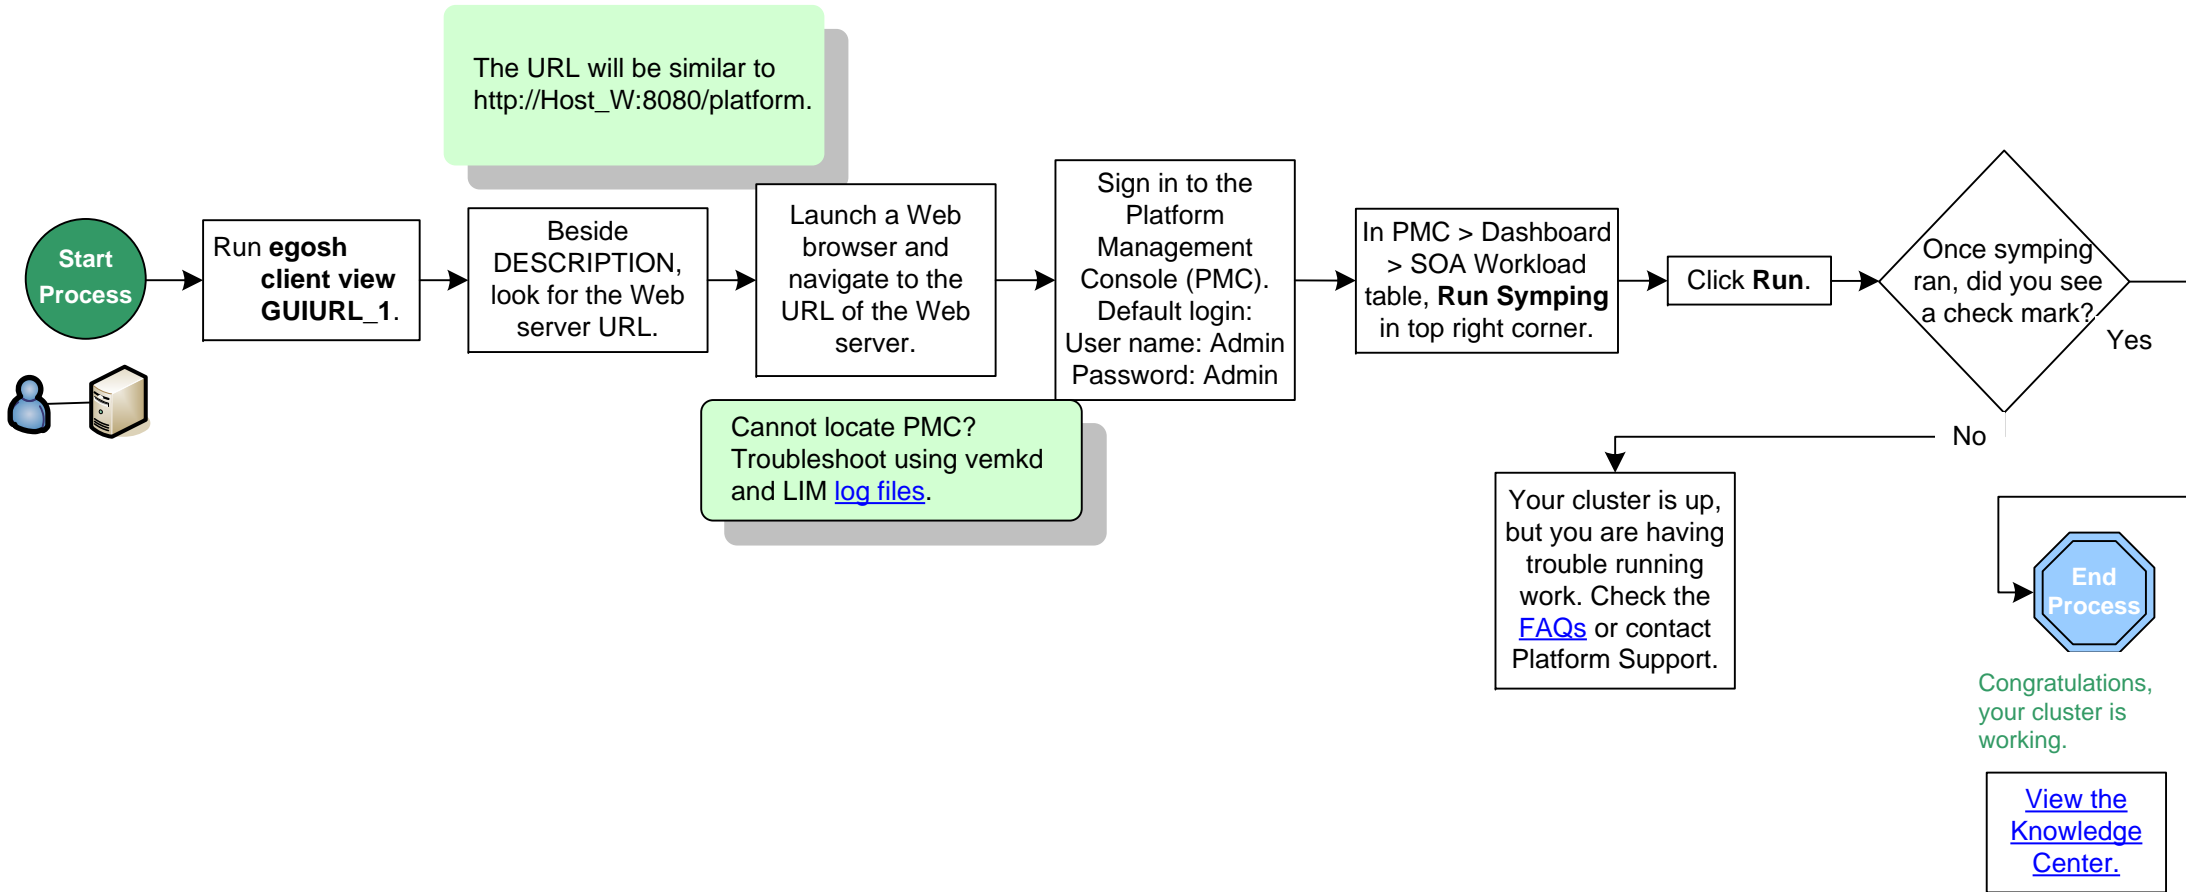 The URL will be similar to
http://Host_W:8080/platform.
Start
Process
Run egosh
client view
GUIURL_1.
Beside
DESCRIPTION,
look for the Web
server URL.
Launch a Web
browser and
navigate to the
URL of the Web
server.
Sign in to the
Platform
Management
Console (PMC).
Default login:
User name: Admin
Password: Admin
In PMC > Dashboard
> SOA Workload
table, Run Symping
in top right corner.
Click Run.
Once symping
ran, did you see
a check mark?
Yes
No
Cannot locate PMC?
Troubleshoot using vemkd
and LIM log files.
Your cluster is up,
but you are having
trouble running
work. Check the
FAQs or contact
Platform Support.
End
Process
Congratulations,
your cluster is
working.
View the
Knowledge
Center.